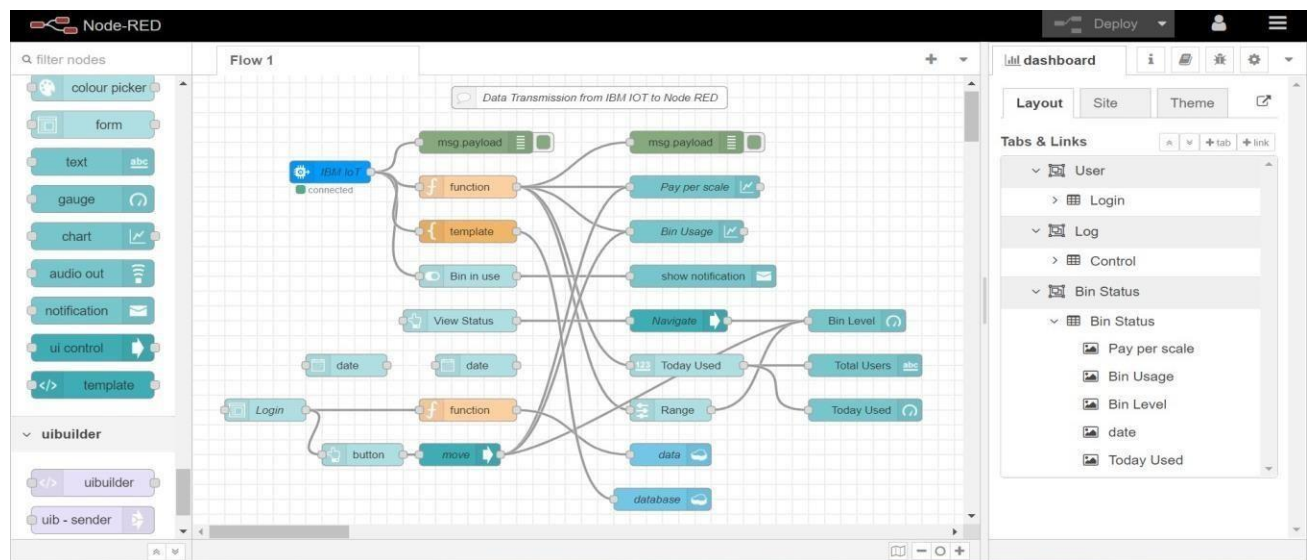 Node-RED
Deploy
filter nodes
colour picker
form
text
abc
gauge
chart
audio out
notification
ui control
</> template
uibuilder
</> uibuilder
uib - sender
Flow 1
Data Transmission from IBM IOT to Node RED
msg.payload
msg.payload
IBM IoT
connected
f function
Pay per scale
{ template
Bin Usage
Bin in use
show notification
View Status
Navigate
Bin Level
date
date
123 Today Used
Total Users abc
Login
f function
Range
Today Used
button
move
data
database
dashboard
i
Layout
Site
Theme
Tabs & Links
+ tab
+ link
User
Login
Log
Control
Bin Status
Bin Status
Pay per scale
Bin Usage
Bin Level
date
Today Used